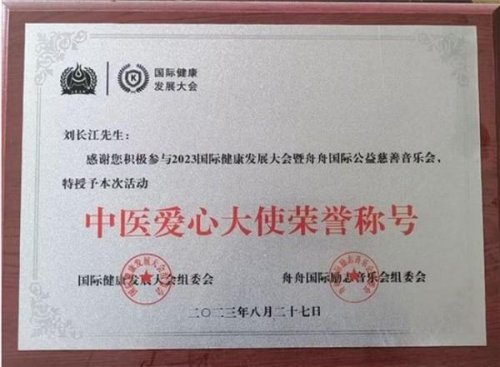 国际健康
发展大会
刘长江先生：
感谢您积极参与2023国际健康发展大会暨舟舟国际公益慈善音乐会，
特授予本次活动
中医爱心大使荣誉称号
国际健康发展大会组委会
舟舟国际励志音乐会组委会
二〇二三年八月二十七日